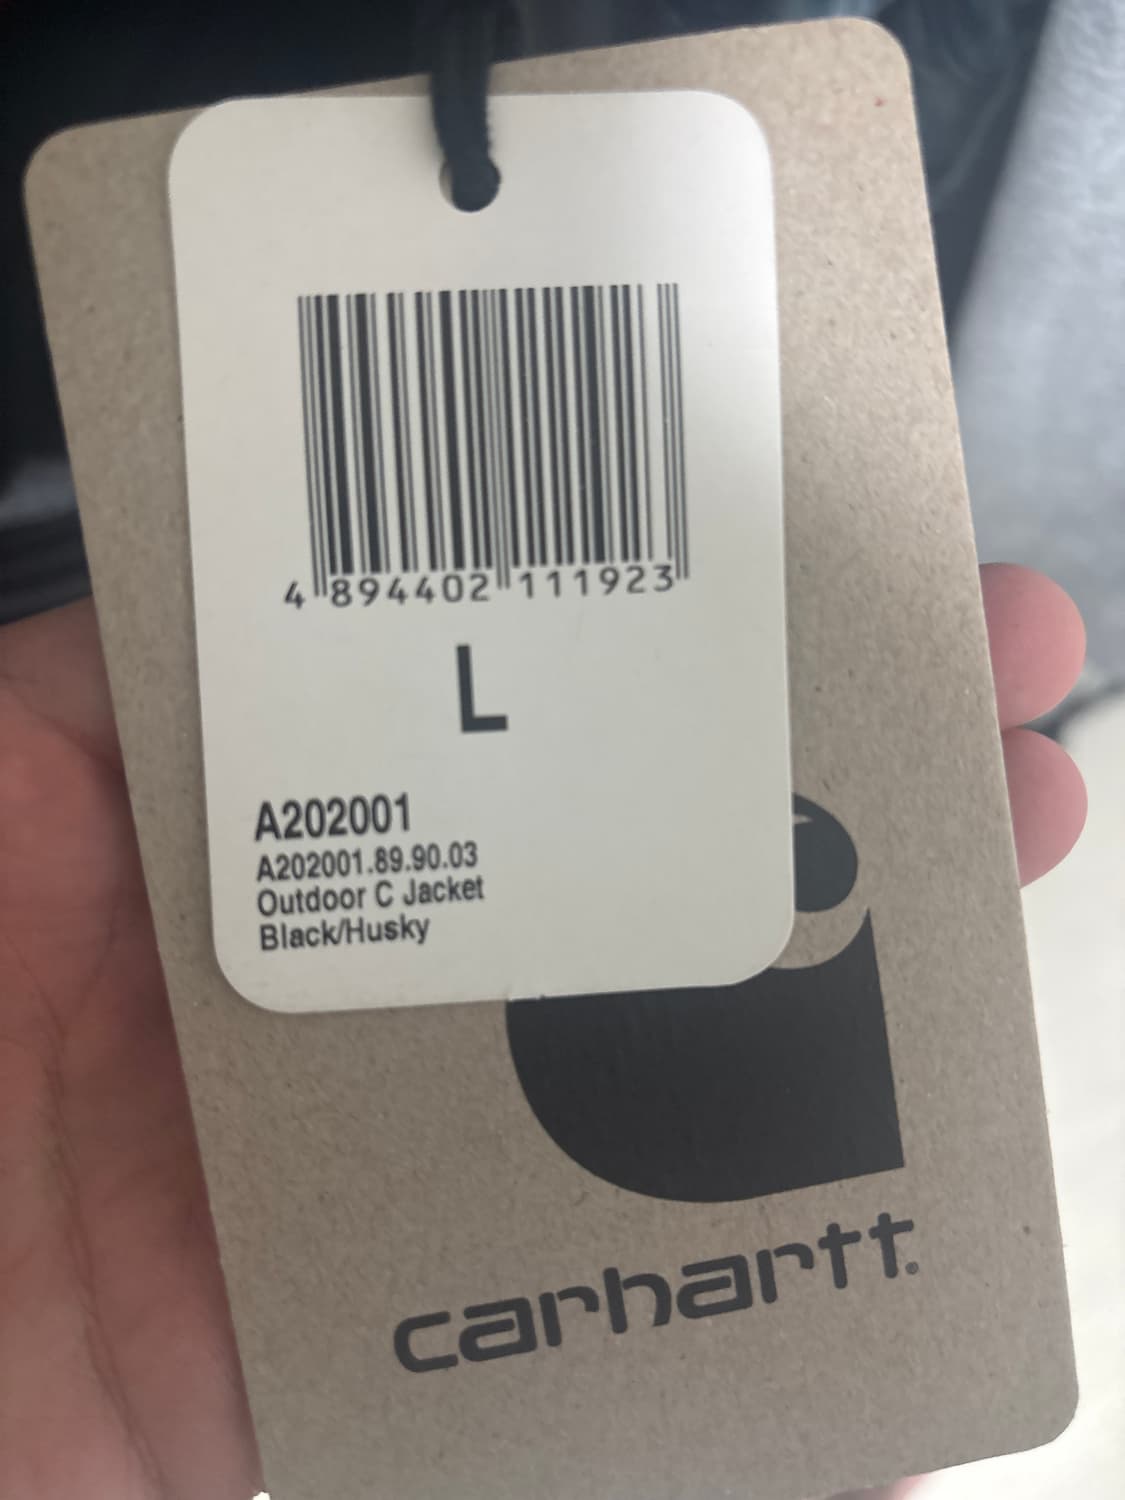 4 894402 111923
L
A202001
A202001.89.90.03
Outdoor C Jacket
Black/Husky
carhartt®